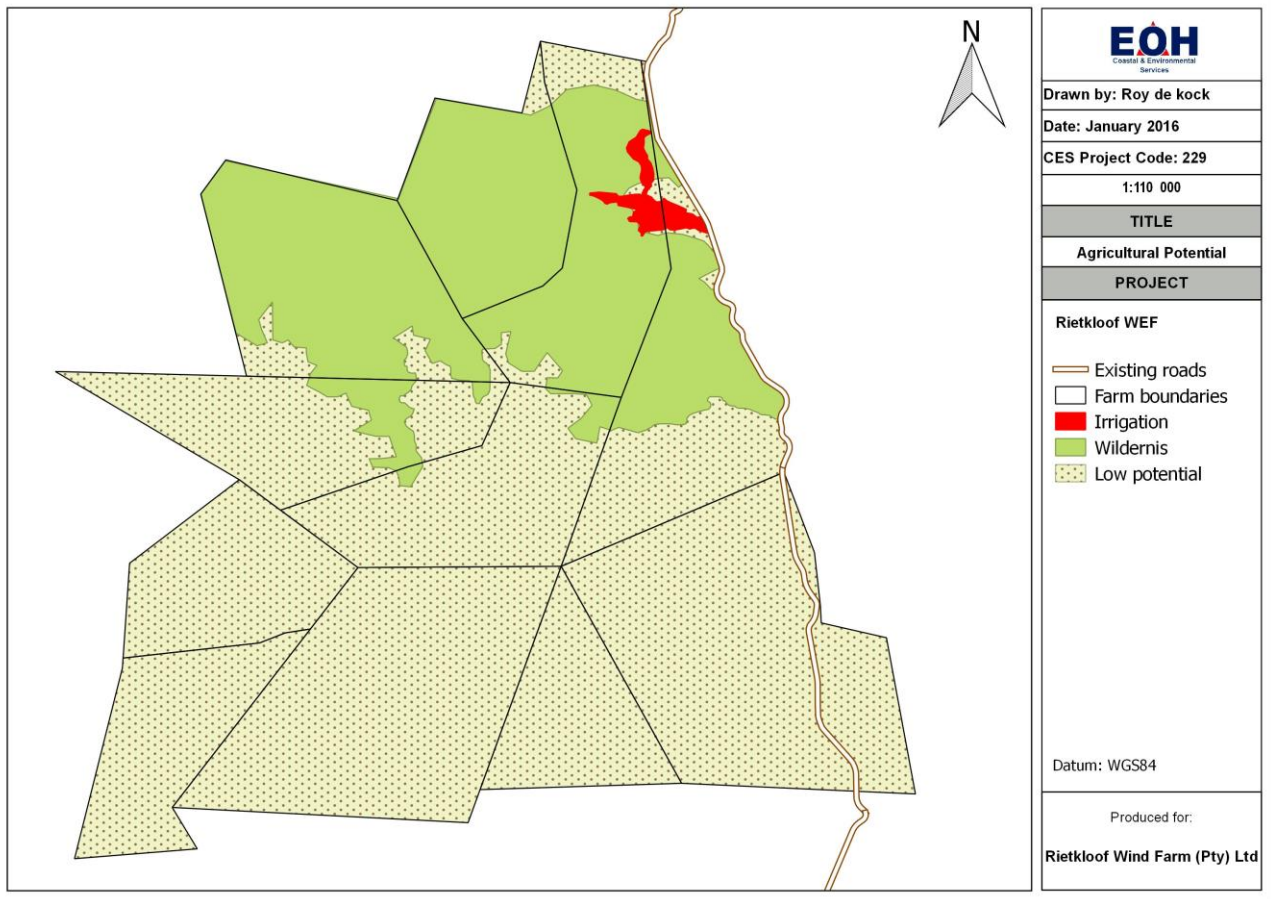 N
EOH
Coastal & Environmental
Services
Drawn by: Roy de kock
Date: January 2016
CES Project Code: 229
1:110 000
TITLE
Agricultural Potential
PROJECT
Rietkloof WEF
Existing roads
Farm boundaries
Irrigation
Wildernis
Low potential
Datum: WGS84
Produced for:
Rietkloof Wind Farm (Pty) Ltd